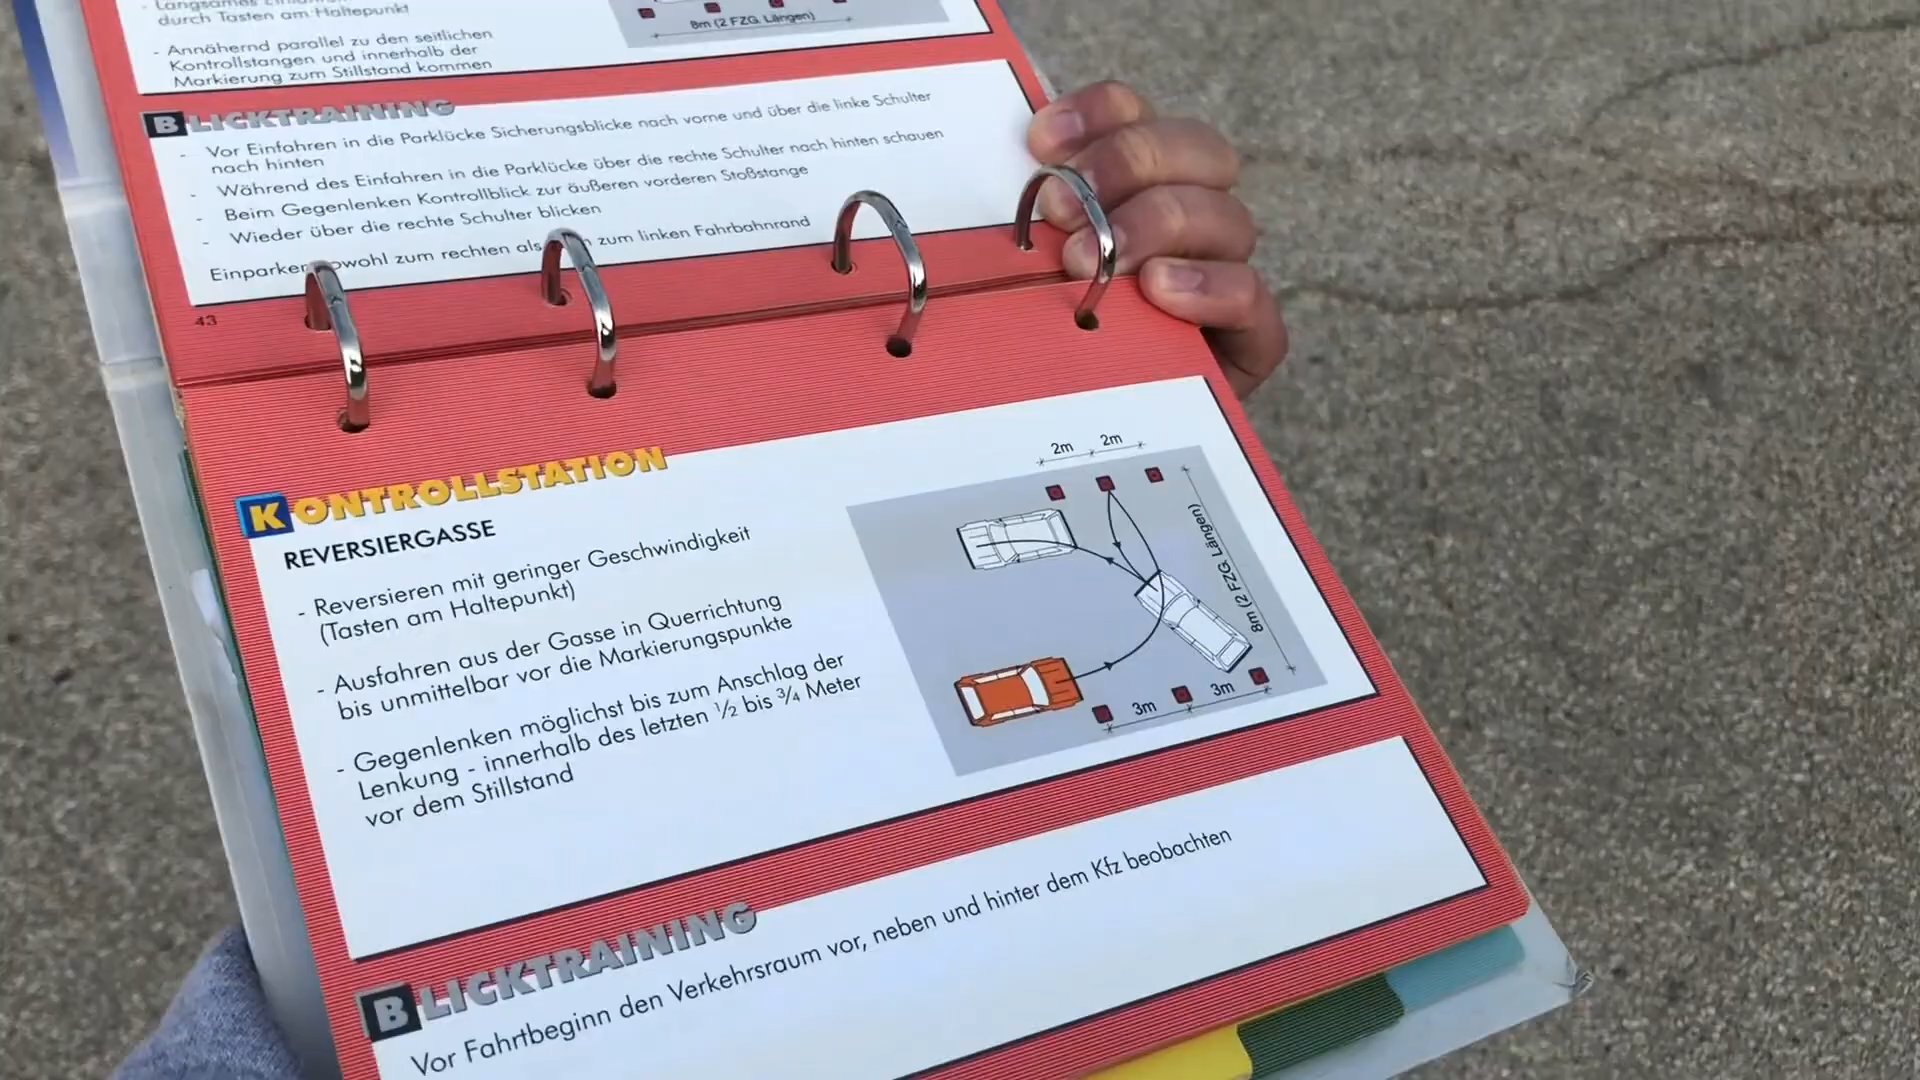 Langsames
durch Tasten am Haltepunkt
- Annähernd parallel zu den seitlichen
Kontrollstangen und innerhalb der
Markierung zum Stillstand kommen
8m (2 FZG. Längen)
BLICKTRAINING
- Vor Einfahren in die Parklücke Sicherungsblicke nach vorne und über die linke Schulter
nach hinten
- Während des Einfahren in die Parklücke über die rechte Schulter nach hinten schauen
- Beim Gegenlenken Kontrollblick zur äußeren vorderen Stoßstange
- Wieder über die rechte Schulter blicken
Einparken sowohl zum rechten als zum linken Fahrbahnrand
43
KONTROLLSTATION
REVERSIERGASSE
- Reversieren mit geringer Geschwindigkeit
(Tasten am Haltepunkt)
- Ausfahren aus der Gasse in Querrichtung
bis unmittelbar vor die Markierungspunkte
- Gegenlenken möglichst bis zum Anschlag der
Lenkung - innerhalb des letzten ½ bis ¾ Meter
vor dem Stillstand
2m 2m
8m (2 FZG. Längen)
3m 3m
BLICKTRAINING
Vor Fahrtbeginn den Verkehrsraum vor, neben und hinter dem Kfz beobachten